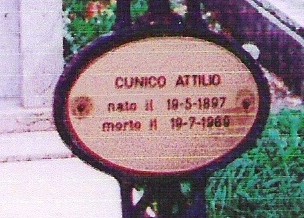 CUNICO ATTILIO
nato il 19-5-1897
morto il 19-7-1969